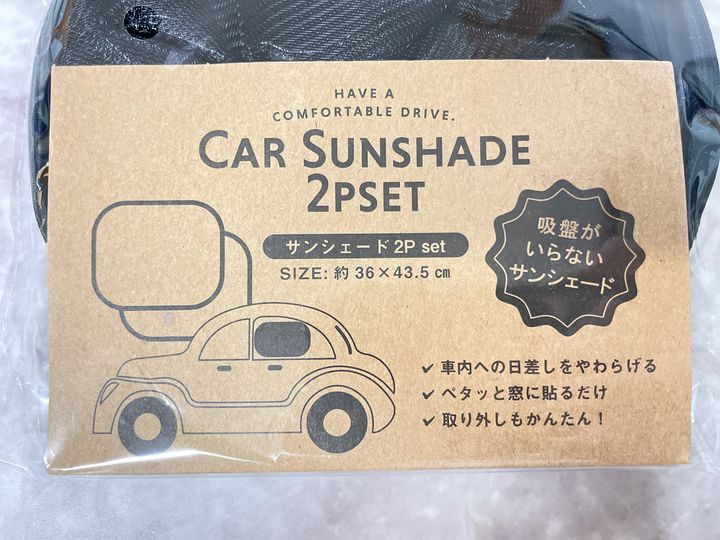 HAVE A
COMFORTABLE DRIVE.
CAR SUNSHADE
2PSET
サンシェード 2P set
SIZE: 約 36×43.5 ㎝
吸盤が
いらない
サンシェード
✓ 車内への日差しをやわらげる
✓ ペタッと窓に貼るだけ
✓ 取り外しもかんたん！